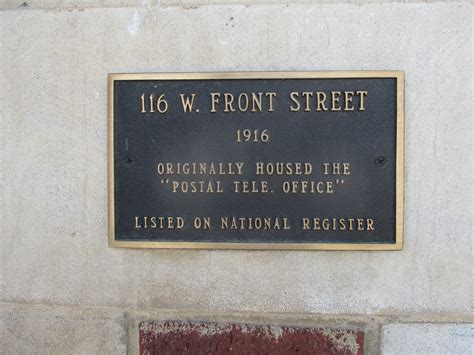 116 W. FRONT STREET
1916
ORIGINALLY HOUSED THE
"POSTAL TELE. OFFICE"
LISTED ON NATIONAL REGISTER